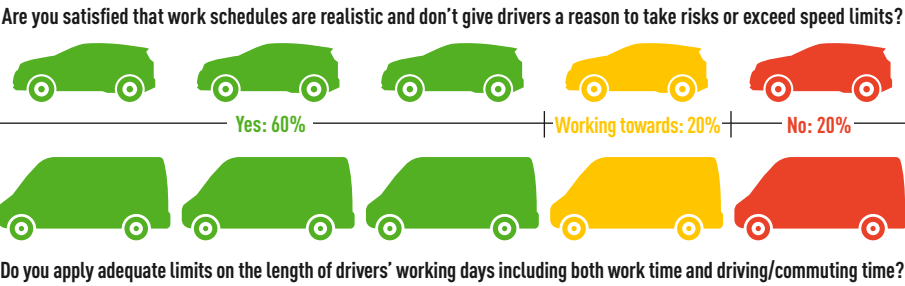 Are you satisfied that work schedules are realistic and don’t give drivers a reason to take risks or exceed speed limits?
Yes: 60% Working towards: 20% No: 20%
Do you apply adequate limits on the length of drivers’ working days including both work time and driving/commuting time?